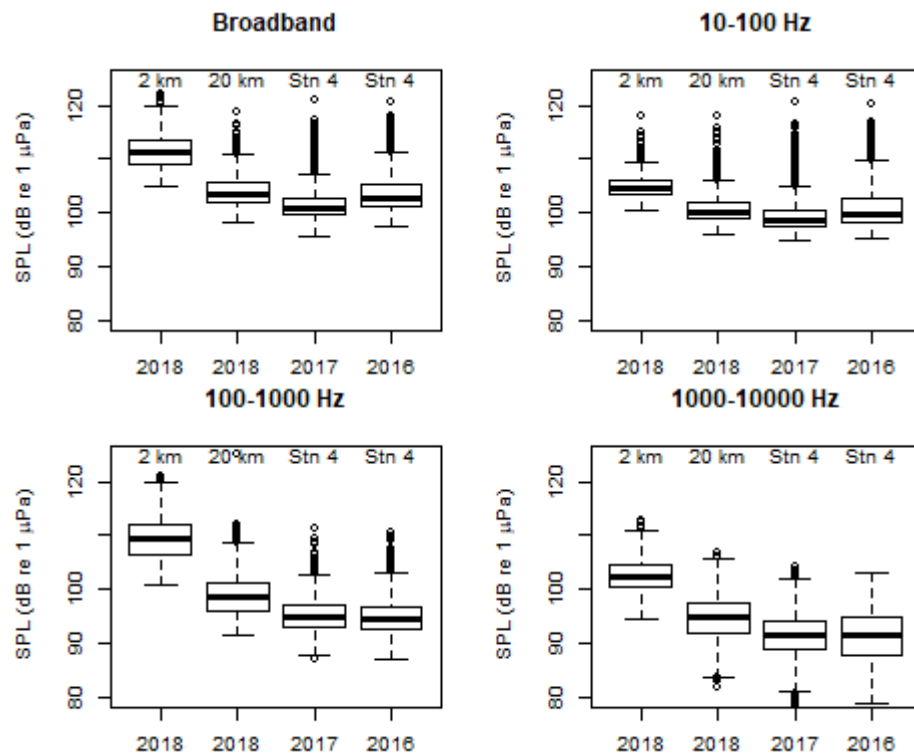 Broadband
2 km 20 km Stn 4 Stn 4
SPL (dB re 1 µPa)
120
100
90
80
2018 2018 2017 2016
10-100 Hz
2 km 20 km Stn 4 Stn 4
SPL (dB re 1 µPa)
120
100
90
80
2018 2018 2017 2016
100-1000 Hz
2 km 20 km Stn 4 Stn 4
SPL (dB re 1 µPa)
120
100
90
80
2018 2018 2017 2016
1000-10000 Hz
2 km 20 km Stn 4 Stn 4
SPL (dB re 1 µPa)
120
100
90
80
2018 2018 2017 2016